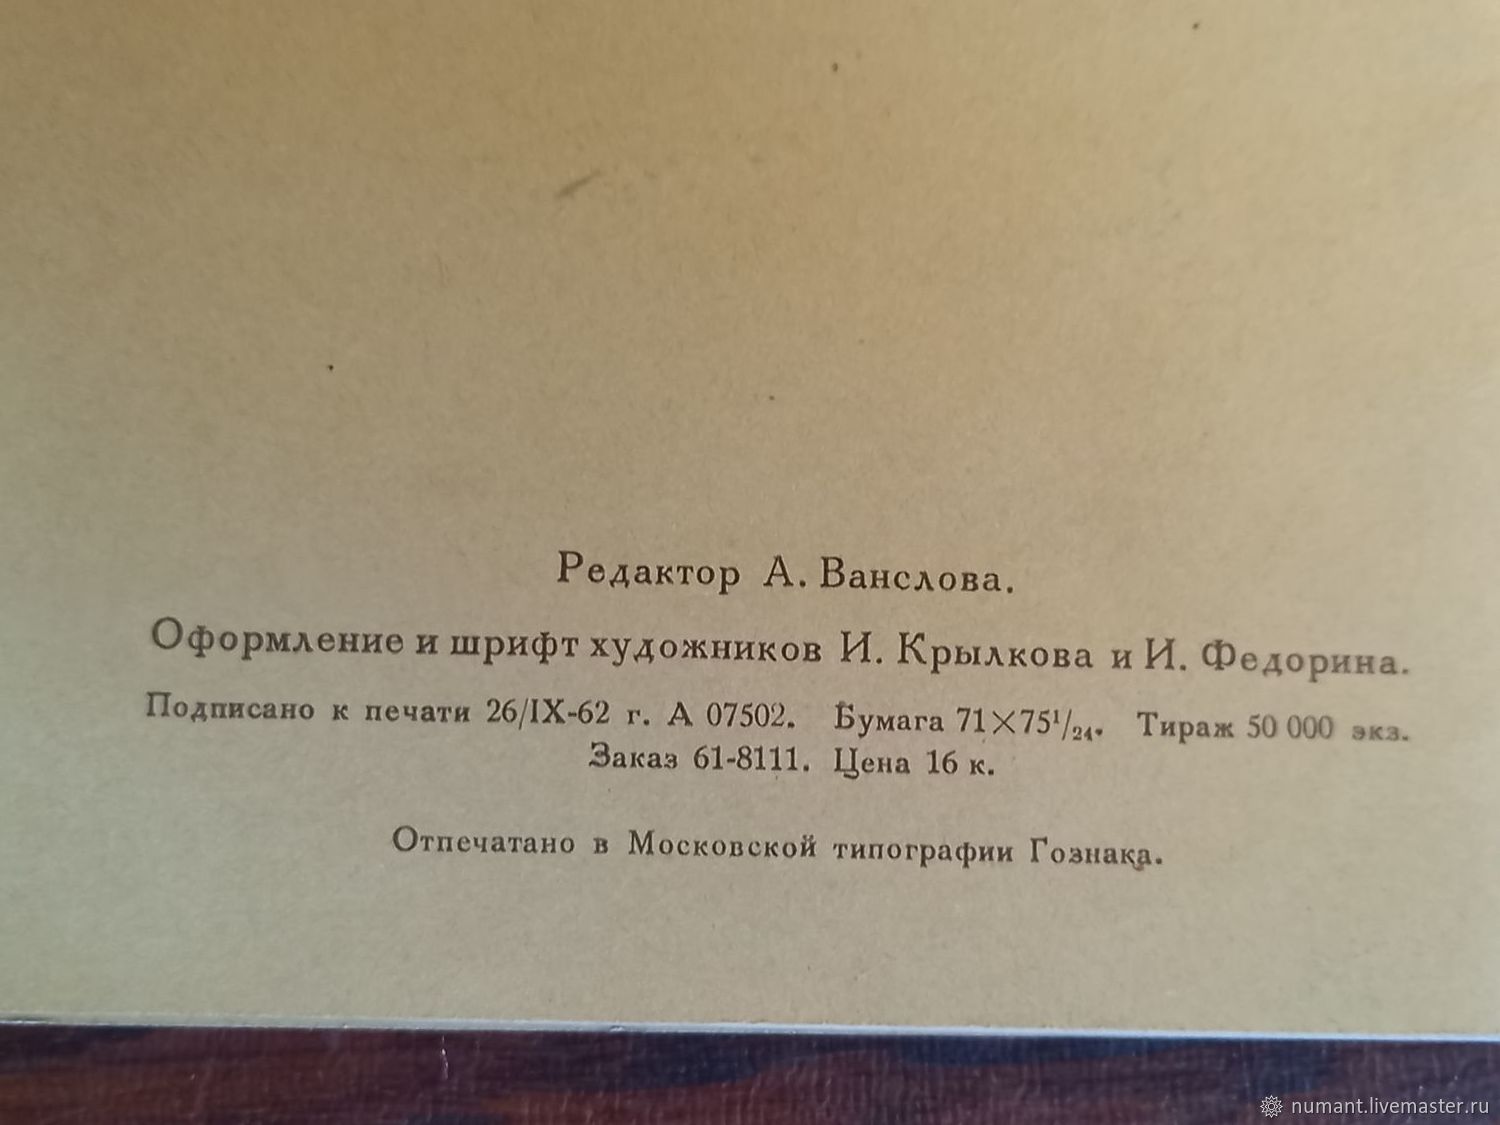 Редактор А. Ванслова.
Оформление и шрифт художников И. Крылкова и И. Федорина.
Подписано к печати 26/IX-62 г. А 07502. Бумага 71×75¹/₂₄. Тираж 50 000 экз.
Заказ 61-8111. Цена 16 к.
Отпечатано в Московской типографии Гознака.
numant.livemaster.ru